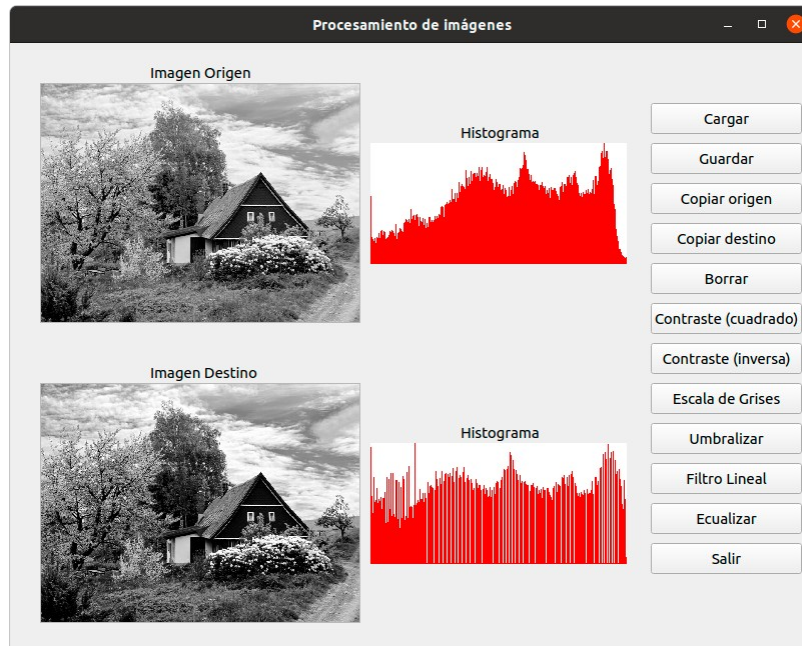 Procesamiento de imágenes
Imagen Origen
Histograma
Cargar
Guardar
Copiar origen
Copiar destino
Borrar
Contraste (cuadrado)
Contraste (inversa)
Escala de Grises
Umbralizar
Filtro Lineal
Ecualizar
Salir
Imagen Destino
Histograma